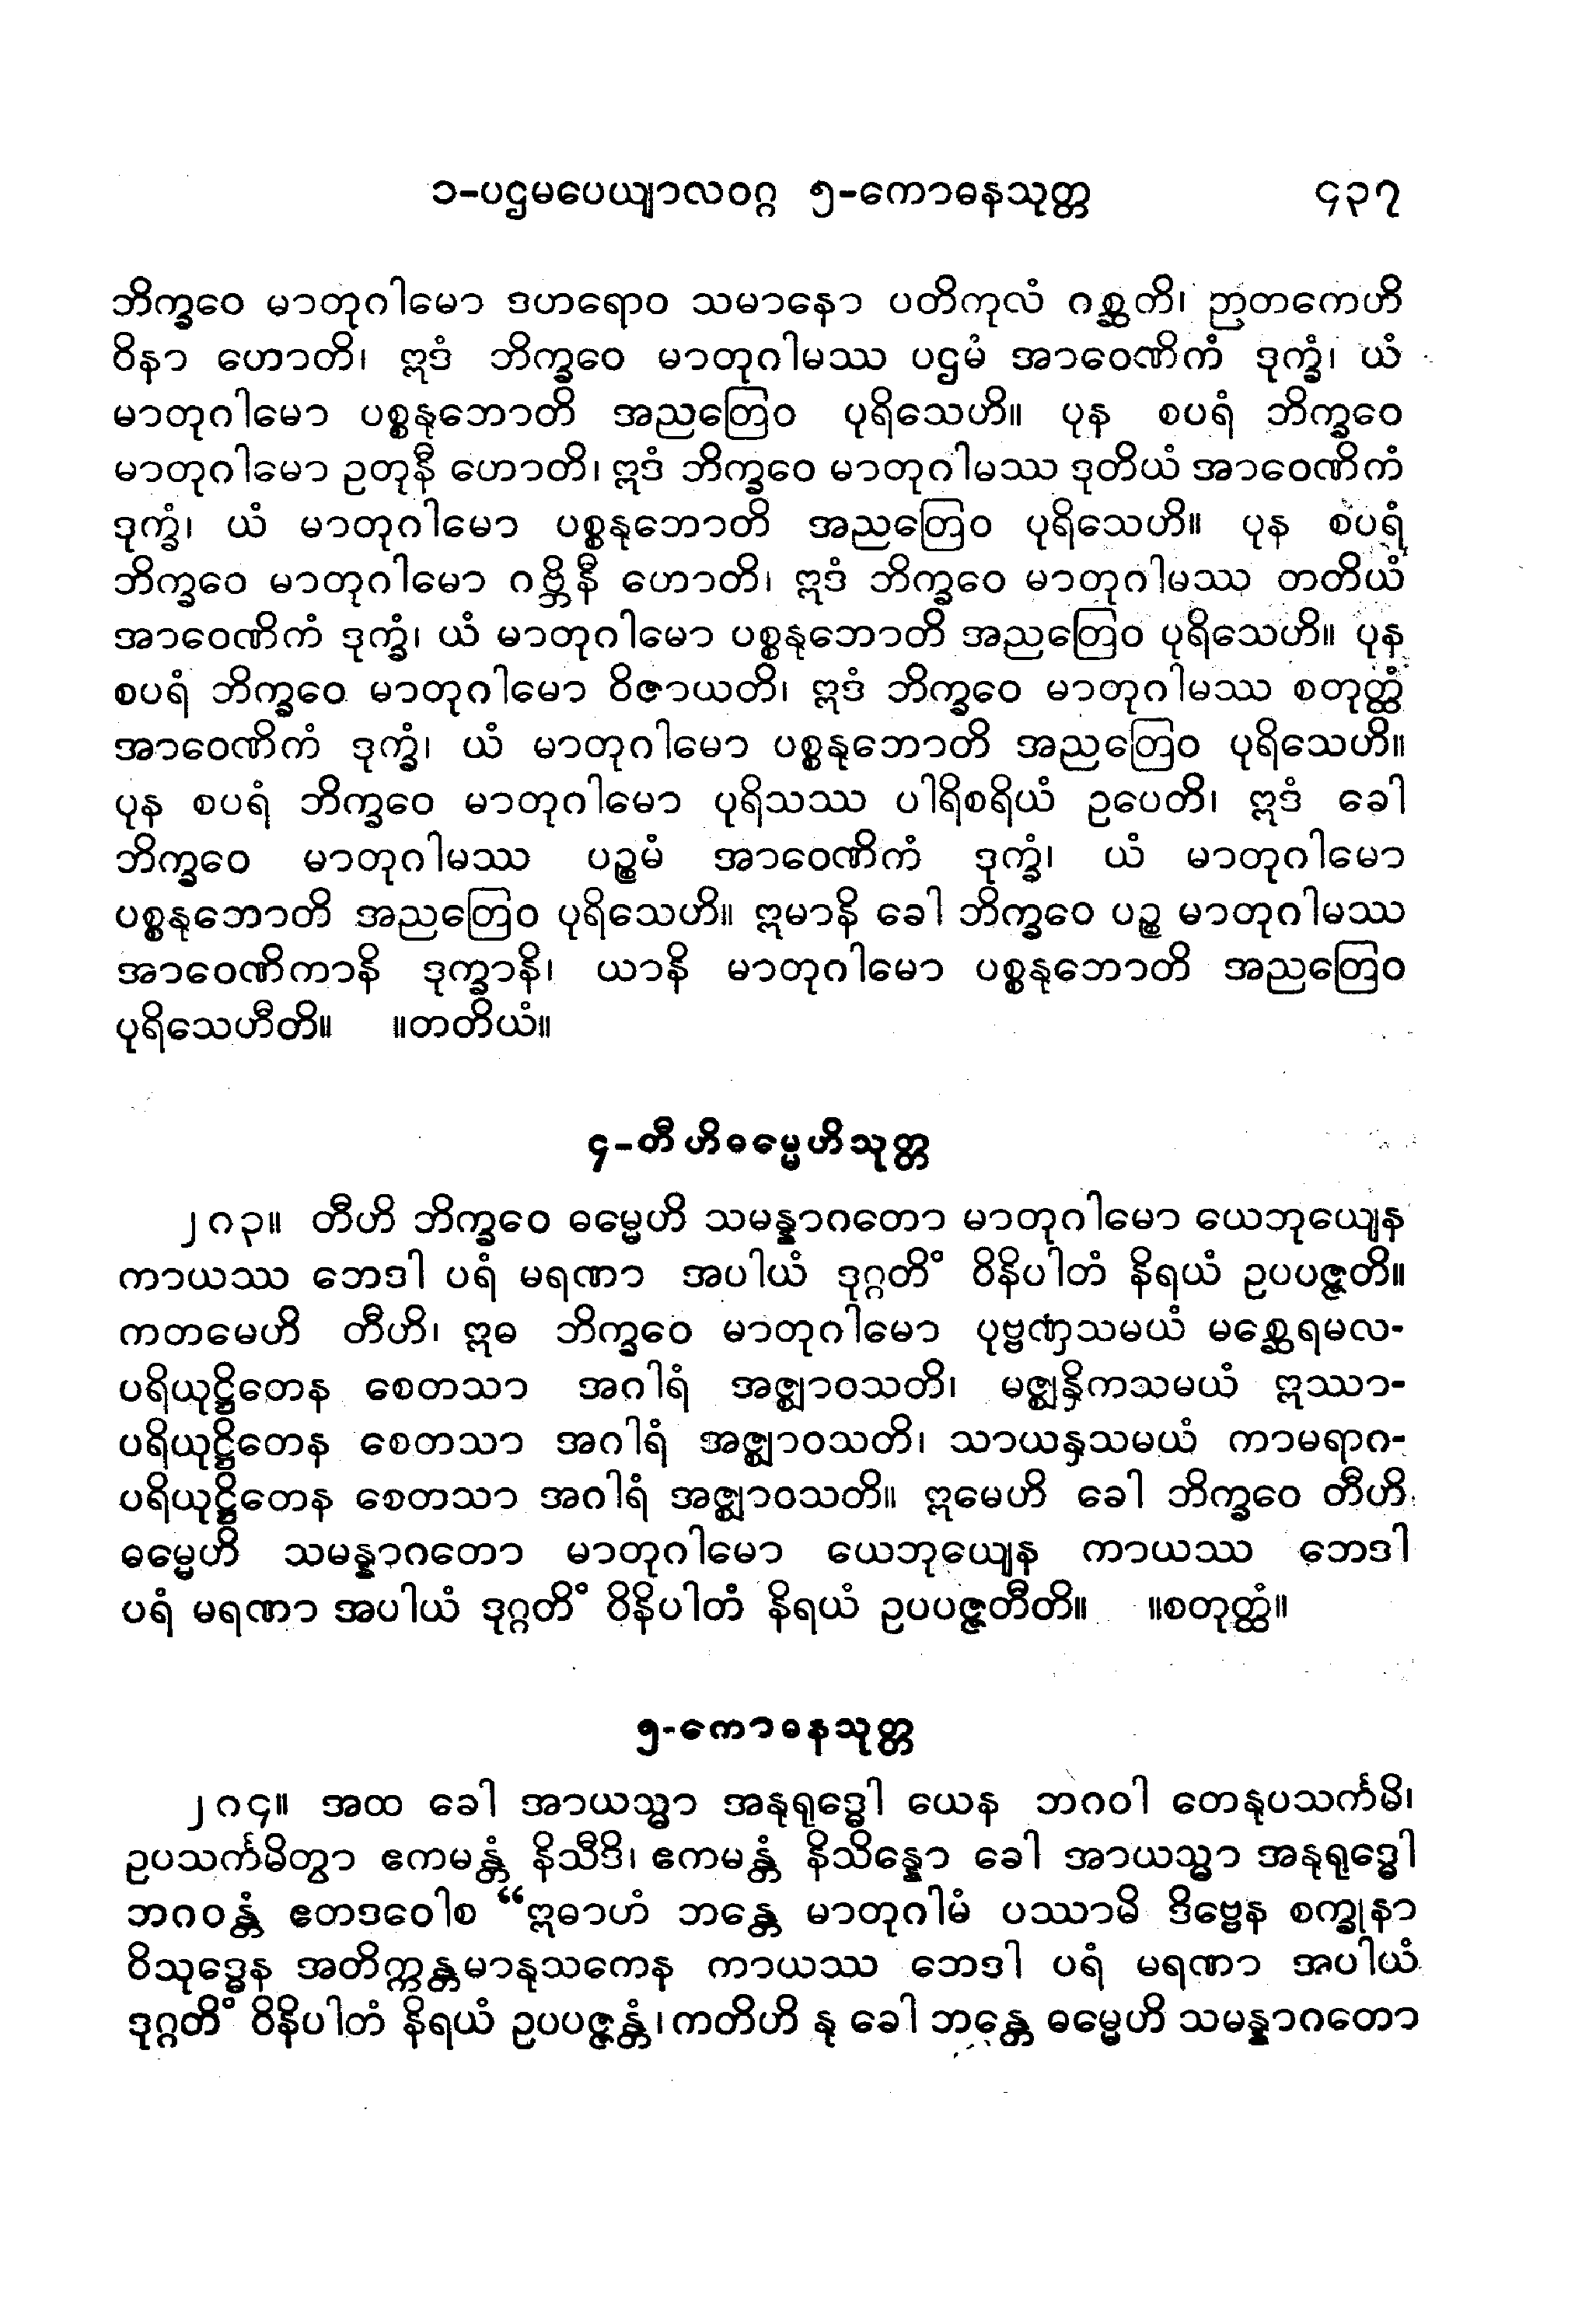 ၁-ပဌမပေယျာလဝဂ္ဂ ၅-ကောဓနသုတ္တ ၄၃၇
ဘိက္ခဝေ မာတုဂါမော ဒဟရောဝ သမာနော ပတိကုလံ ဂစ္ဆတိ၊ ဉာတကေဟိ
ဝိနာ ဟောတိ၊ ဣဒံ ဘိက္ခဝေ မာတုဂါမဿ ပဌမံ အာဝေဏိကံ ဒုက္ခံ၊ ယံ
မာတုဂါမော ပစ္စနုဘောတိ အညတြေဝ ပုရိသေဟိ။ ပုန စပရံ ဘိက္ခဝေ
မာတုဂါမော ဥတုနီ ဟောတိ၊ ဣဒံ ဘိက္ခဝေ မာတုဂါမဿ ဒုတိယံ အာဝေဏိကံ
ဒုက္ခံ၊ ယံ မာတုဂါမော ပစ္စနုဘောတိ အညတြေဝ ပုရိသေဟိ။ ပုန စပရံ
ဘိက္ခဝေ မာတုဂါမော ဂဗ္ဘိနီ ဟောတိ၊ ဣဒံ ဘိက္ခဝေ မာတုဂါမဿ တတိယံ
အာဝေဏိကံ ဒုက္ခံ၊ ယံ မာတုဂါမော ပစ္စနုဘောတိ အညတြေဝ ပုရိသေဟိ။ ပုန
စပရံ ဘိက္ခဝေ မာတုဂါမော ဝိဇာယတိ၊ ဣဒံ ဘိက္ခဝေ မာတုဂါမဿ စတုတ္ထံ
အာဝေဏိကံ ဒုက္ခံ၊ ယံ မာတုဂါမော ပစ္စနုဘောတိ အညတြေဝ ပုရိသေဟိ။
ပုန စပရံ ဘိက္ခဝေ မာတုဂါမော ပုရိသဿ ပါရိစရိယံ ဥပေတိ၊ ဣဒံ ခေါ
ဘိက္ခဝေ မာတုဂါမဿ ပဉ္စမံ အာဝေဏိကံ ဒုက္ခံ၊ ယံ မာတုဂါမော
ပစ္စနုဘောတိ အညတြေဝ ပုရိသေဟိ။ ဣမာနိ ခေါ ဘိက္ခဝေ ပဉ္စ မာတုဂါမဿ
အာဝေဏိကာနိ ဒုက္ခာနိ၊ ယာနိ မာတုဂါမော ပစ္စနုဘောတိ အညတြေဝ
ပုရိသေဟီတိ။ ။တတိယံ။
၄-တီဟိဓမ္မေဟိသုတ္တ
၂ဂ၃။ တီဟိ ဘိက္ခဝေ ဓမ္မေဟိ သမန္နာဂတော မာတုဂါမော ယေဘုယျေန
ကာယဿ ဘေဒါ ပရံ မရဏာ အပါယံ ဒုဂ္ဂတိံ ဝိနိပါတံ နိရယံ ဥပပဇ္ဇတိ။
ကတမေဟိ တီဟိ၊ ဣဓ ဘိက္ခဝေ မာတုဂါမော ပုဗ္ဗဏှသမယံ မစ္ဆေရမလ-
ပရိယုဋ္ဌိတေန စေတသာ အဂါရံ အဇ္ဈာဝသတိ၊ မဇ္ဈနှိကသမယံ ဣဿာ-
ပရိယုဋ္ဌိတေန စေတသာ အဂါရံ အဇ္ဈာဝသတိ၊ သာယနှသမယံ ကာမရာဂ-
ပရိယုဋ္ဌိတေန စေတသာ အဂါရံ အဇ္ဈာဝသတိ။ ဣမေဟိ ခေါ ဘိက္ခဝေ တီဟိ
ဓမ္မေဟိ သမန္နာဂတော မာတုဂါမော ယေဘုယျေန ကာယဿ ဘေဒါ
ပရံ မရဏာ အပါယံ ဒုဂ္ဂတိံ ဝိနိပါတံ နိရယံ ဥပပဇ္ဇတီတိ။ ။စတုတ္ထံ။
၅-ကောဓနသုတ္တ
၂ဂ၄။ အထ ခေါ အာယသ္မာ အနုရုဒ္ဓေါ ယေန ဘဂဝါ တေနုပသင်္ကမိ၊
ဥပသင်္ကမိတွာ ဧကမန္တံ နိသီဒိ၊ ဧကမန္တံ နိသိန္နော ခေါ အာယသ္မာ အနုရုဒ္ဓေါ
ဘဂဝန္တံ ဧတဒဝေါစ “ဣဓာဟံ ဘန္တေ မာတုဂါမံ ပဿာမိ ဒိဗ္ဗေန စက္ခုနာ
ဝိသုဒ္ဓေန အတိက္ကန္တမာနုသကေန ကာယဿ ဘေဒါ ပရံ မရဏာ အပါယံ
ဒုဂ္ဂတိံ ဝိနိပါတံ နိရယံ ဥပပဇ္ဇန္တံ၊ ကတိဟိ နု ခေါ ဘန္တေ ဓမ္မေဟိ သမန္နာဂတော